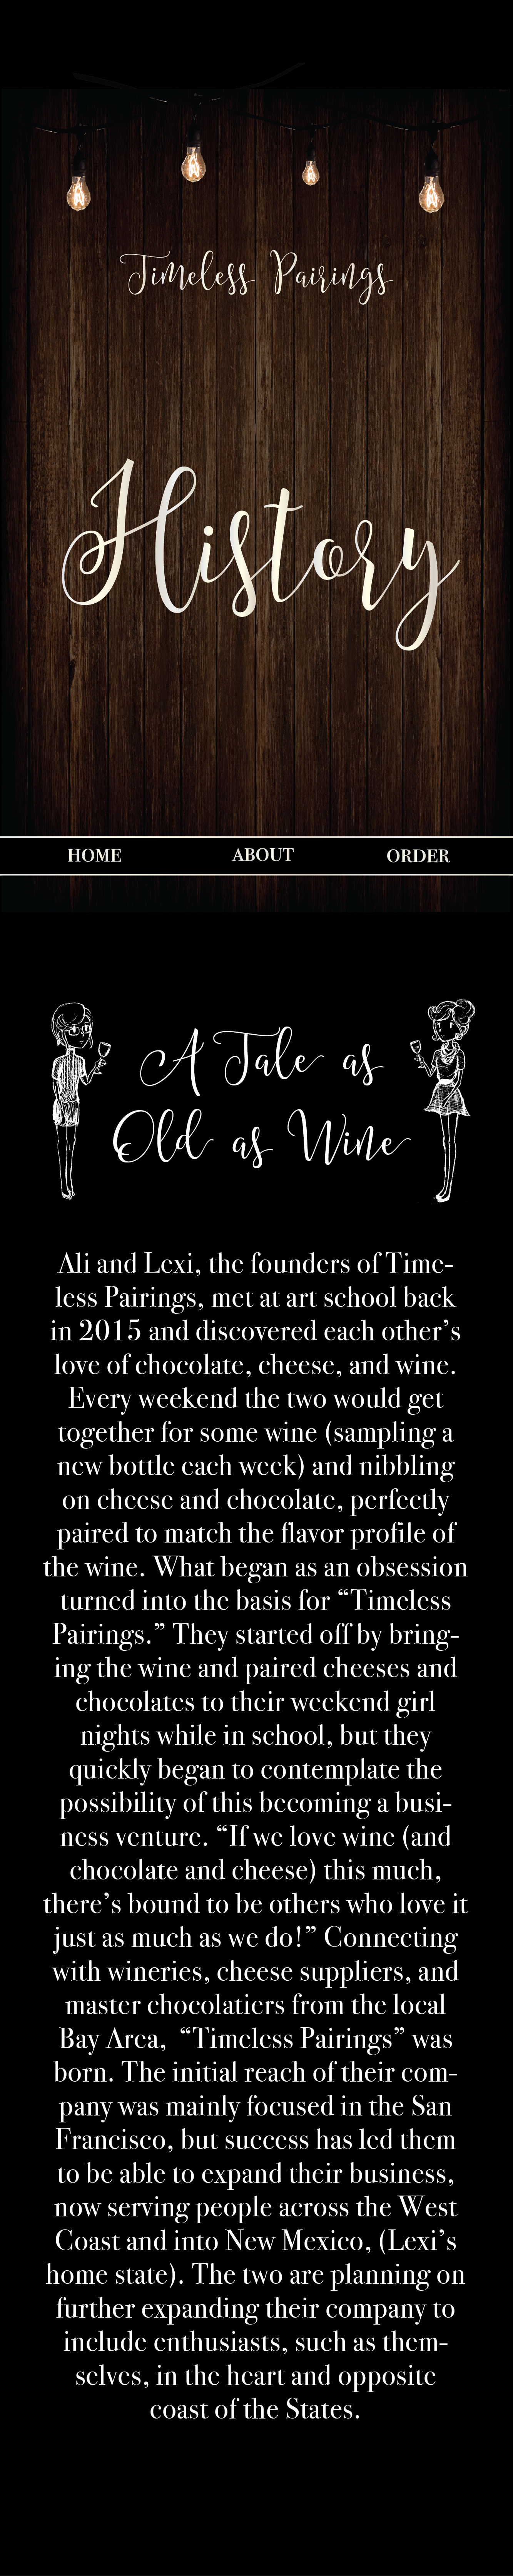 Timeless Pairings
History
HOME ABOUT ORDER
A Tale as
Old as Wine
Ali and Lexi, the founders of Time-
less Pairings, met at art school back
in 2015 and discovered each other’s
love of chocolate, cheese, and wine.
Every weekend the two would get
together for some wine (sampling a
new bottle each week) and nibbling
on cheese and chocolate, perfectly
paired to match the flavor profile of
the wine. What began as an obsession
turned into the basis for “Timeless
Pairings.” They started off by bring-
ing the wine and paired cheeses and
chocolates to their weekend girl
nights while in school, but they
quickly began to contemplate the
possibility of this becoming a busi-
ness venture. “If we love wine (and
chocolate and cheese) this much,
there’s bound to be others who love it
just as much as we do!” Connecting
with wineries, cheese suppliers, and
master chocolatiers from the local
Bay Area,  “Timeless Pairings” was
born. The initial reach of their com-
pany was mainly focused in the San
Francisco, but success has led them
to be able to expand their business,
now serving people across the West
Coast and into New Mexico, (Lexi’s
home state). The two are planning on
further expanding their company to
include enthusiasts, such as them-
selves, in the heart and opposite
coast of the States.